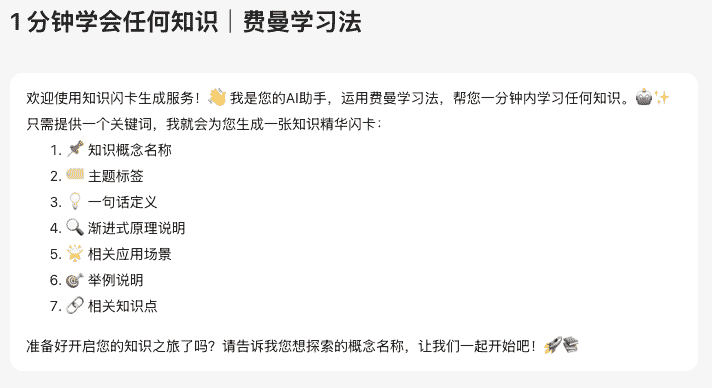 1 分钟学会任何知识｜费曼学习法
欢迎使用知识闪卡生成服务！👋 我是您的AI助手，运用费曼学习法，帮您一分钟内学习任何知识。🤖✨
只需提供一个关键词，我就会为您生成一张知识精华闪卡：
1. 📌 知识概念名称
2. 🏷️ 主题标签
3. 💡 一句话定义
4. 🔍 渐进式原理说明
5. 🌟 相关应用场景
6. 🎯 举例说明
7. 🔗 相关知识点
准备好开启您的知识之旅了吗？请告诉我您想探索的概念名称，让我们一起开始吧！🚀📚